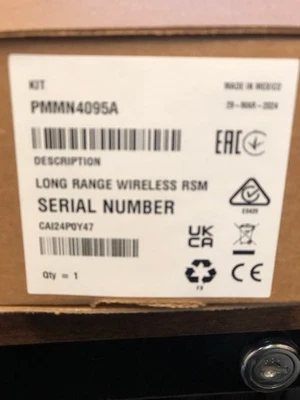 KIT
MADE IN MEXICO
PMMN4095A
28-MAR-2024
EAC
DESCRIPTION
LONG RANGE WIRELESS RSM
SERIAL NUMBER
CAI24P0Y47
UK
CA
CE
Qty = 1